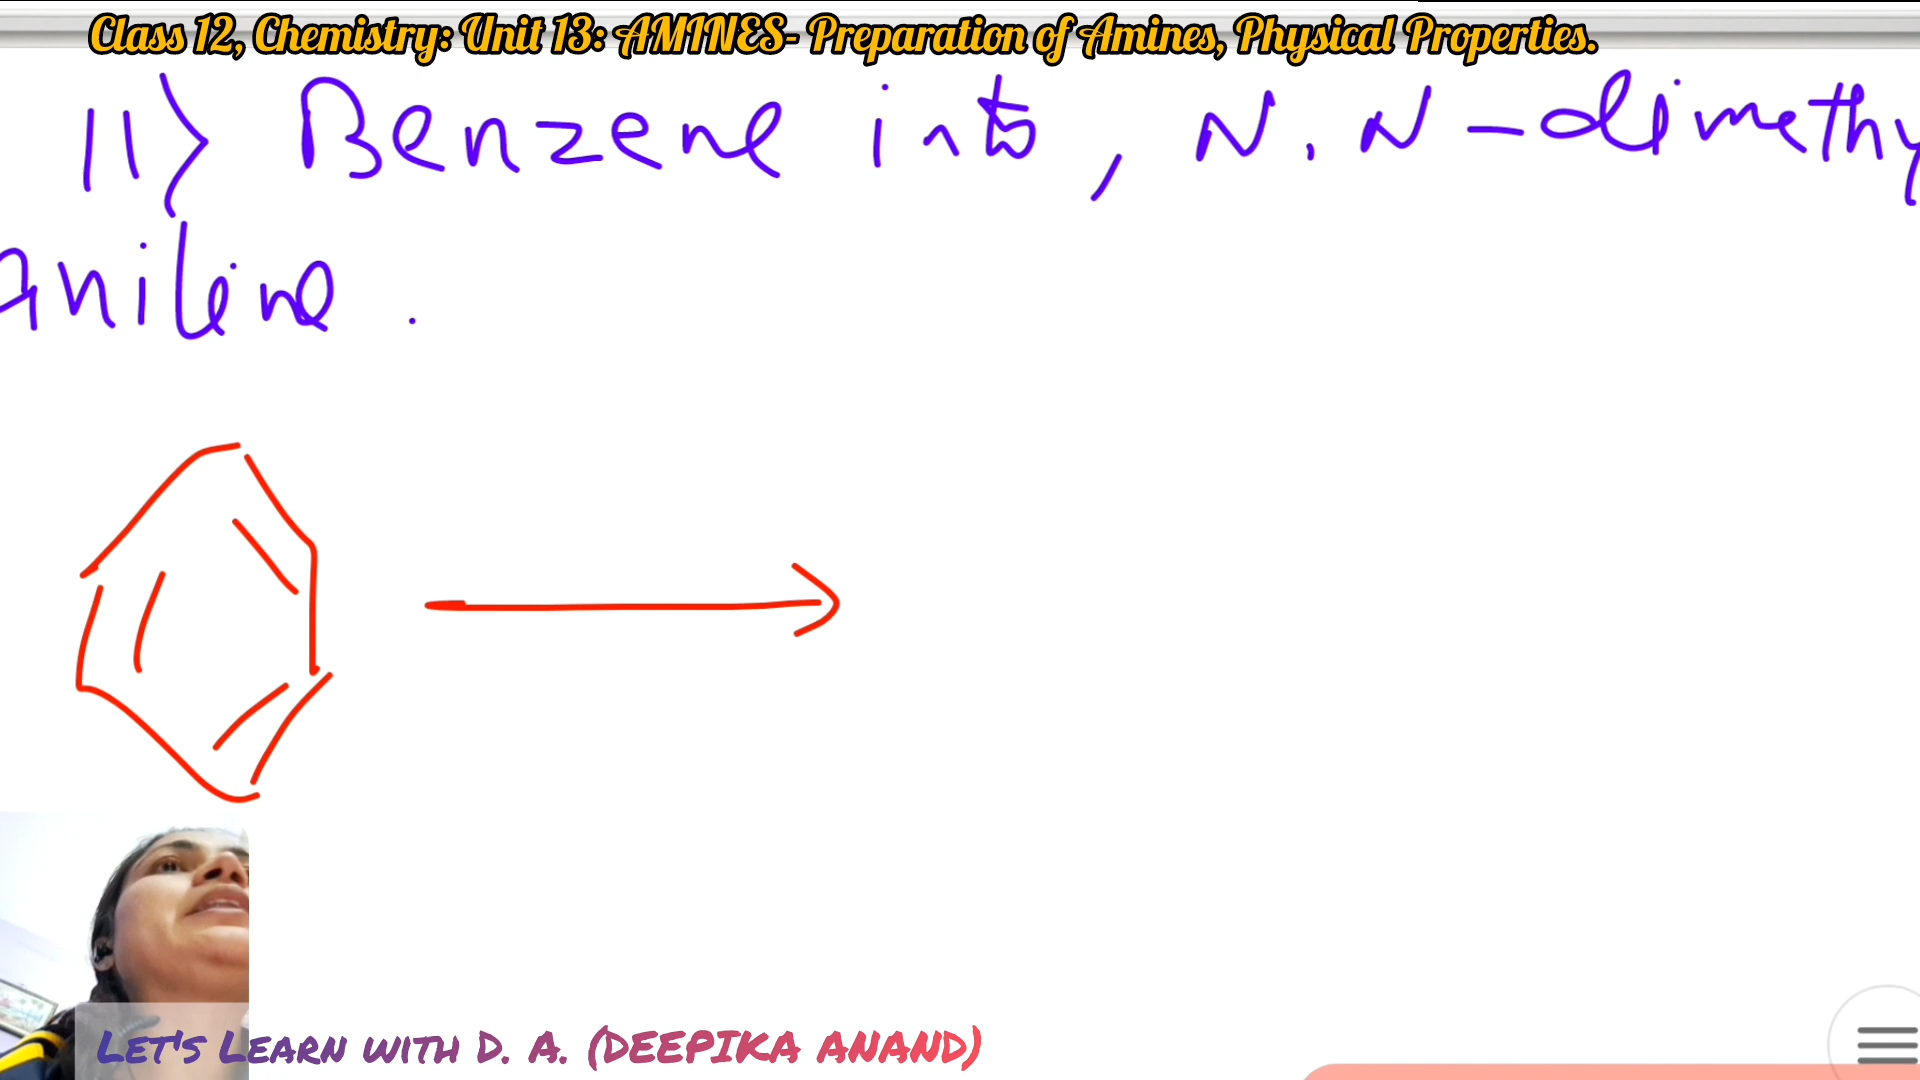 Class 12, Chemistry: Unit 13: AMINES- Preparation of Amines, Physical Properties.
11) Benzene into, N.N-dimethy
aniline.
LET'S LEARN WITH D. A. (DEEPIKA ANAND)